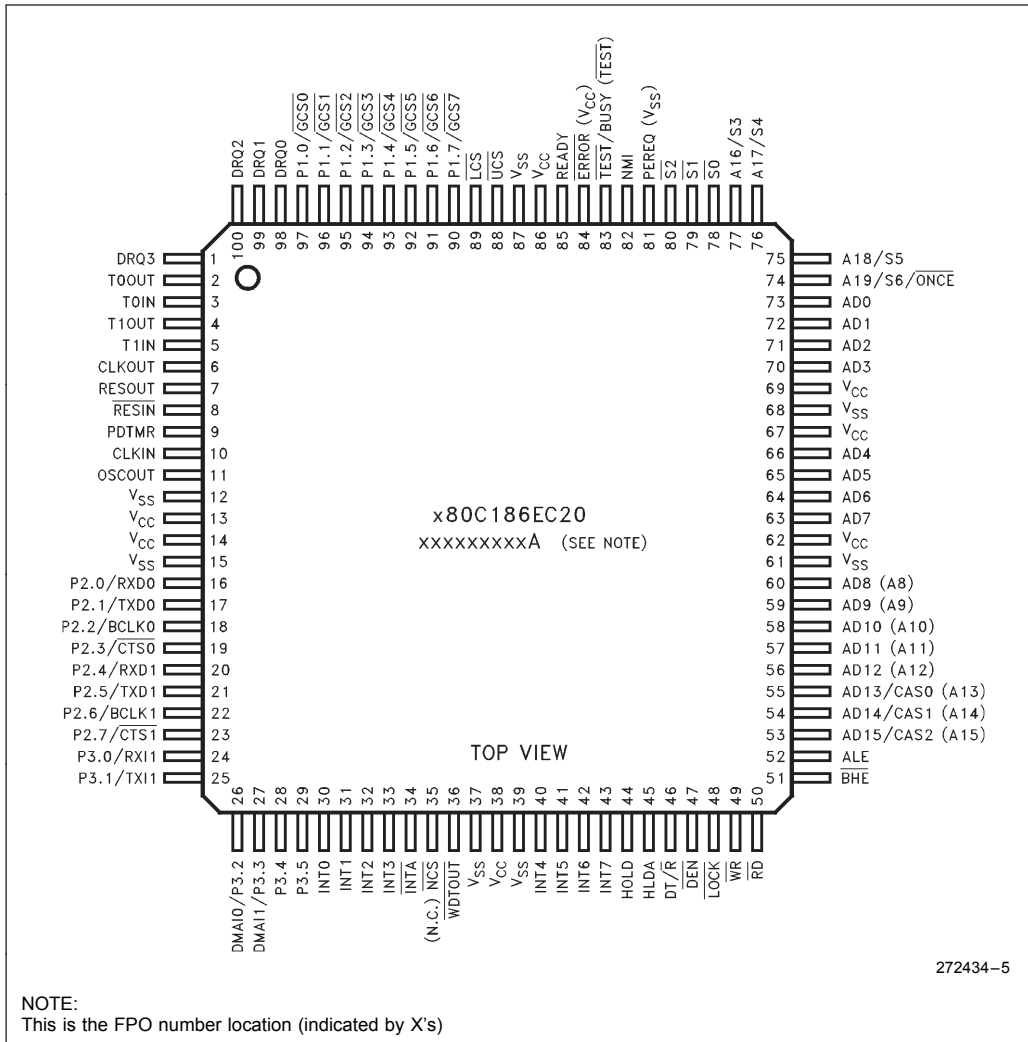 DRQ2
DRQ1
DRQ0
P1.0/GCS0
P1.1/GCS1
P1.2/GCS2
P1.3/GCS3
P1.4/GCS4
P1.5/GCS5
P1.6/GCS6
P1.7/GCS7
LCS
UCS
VSS
VCC
READY
ERROR (VCC)
TEST/BUSY (TEST)
NMI
PEREQ (VSS)
S2
S1
S0
A16/S3
A17/S4
100 99 98 97 96 95 94 93 92 91 90 89 88 87 86 85 84 83 82 81 80 79 78 77 76
DRQ3 1
T0OUT 2
T0IN 3
T1OUT 4
T1IN 5
CLKOUT 6
RESOUT 7
RESIN 8
PDTMR 9
CLKIN 10
OSCOUT 11
VSS 12
VCC 13
VCC 14
VSS 15
P2.0/RXD0 16
P2.1/TXD0 17
P2.2/BCLK0 18
P2.3/CTS0 19
P2.4/RXD1 20
P2.5/TXD1 21
P2.6/BCLK1 22
P2.7/CTS1 23
P3.0/RXI1 24
P3.1/TXI1 25
x80C186EC20
xxxxxxxxxA (SEE NOTE)
TOP VIEW
75 A18/S5
74 A19/S6/ONCE
73 AD0
72 AD1
71 AD2
70 AD3
69 VCC
68 VSS
67 VCC
66 AD4
65 AD5
64 AD6
63 AD7
62 VCC
61 VSS
60 AD8 (A8)
59 AD9 (A9)
58 AD10 (A10)
57 AD11 (A11)
56 AD12 (A12)
55 AD13/CAS0 (A13)
54 AD14/CAS1 (A14)
53 AD15/CAS2 (A15)
52 ALE
51 BHE
26 27 28 29 30 31 32 33 34 35 36 37 38 39 40 41 42 43 44 45 46 47 48 49 50
DMAI0/P3.2
DMAI1/P3.3
P3.4
P3.5
INT0
INT1
INT2
INT3
INTA
(N.C.) NCS
WDTOUT
VSS
VCC
VSS
INT4
INT5
INT6
INT7
HOLD
HLDA
DT/R
DEN
LOCK
WR
RD
272434–5
NOTE:
This is the FPO number location (indicated by X's)